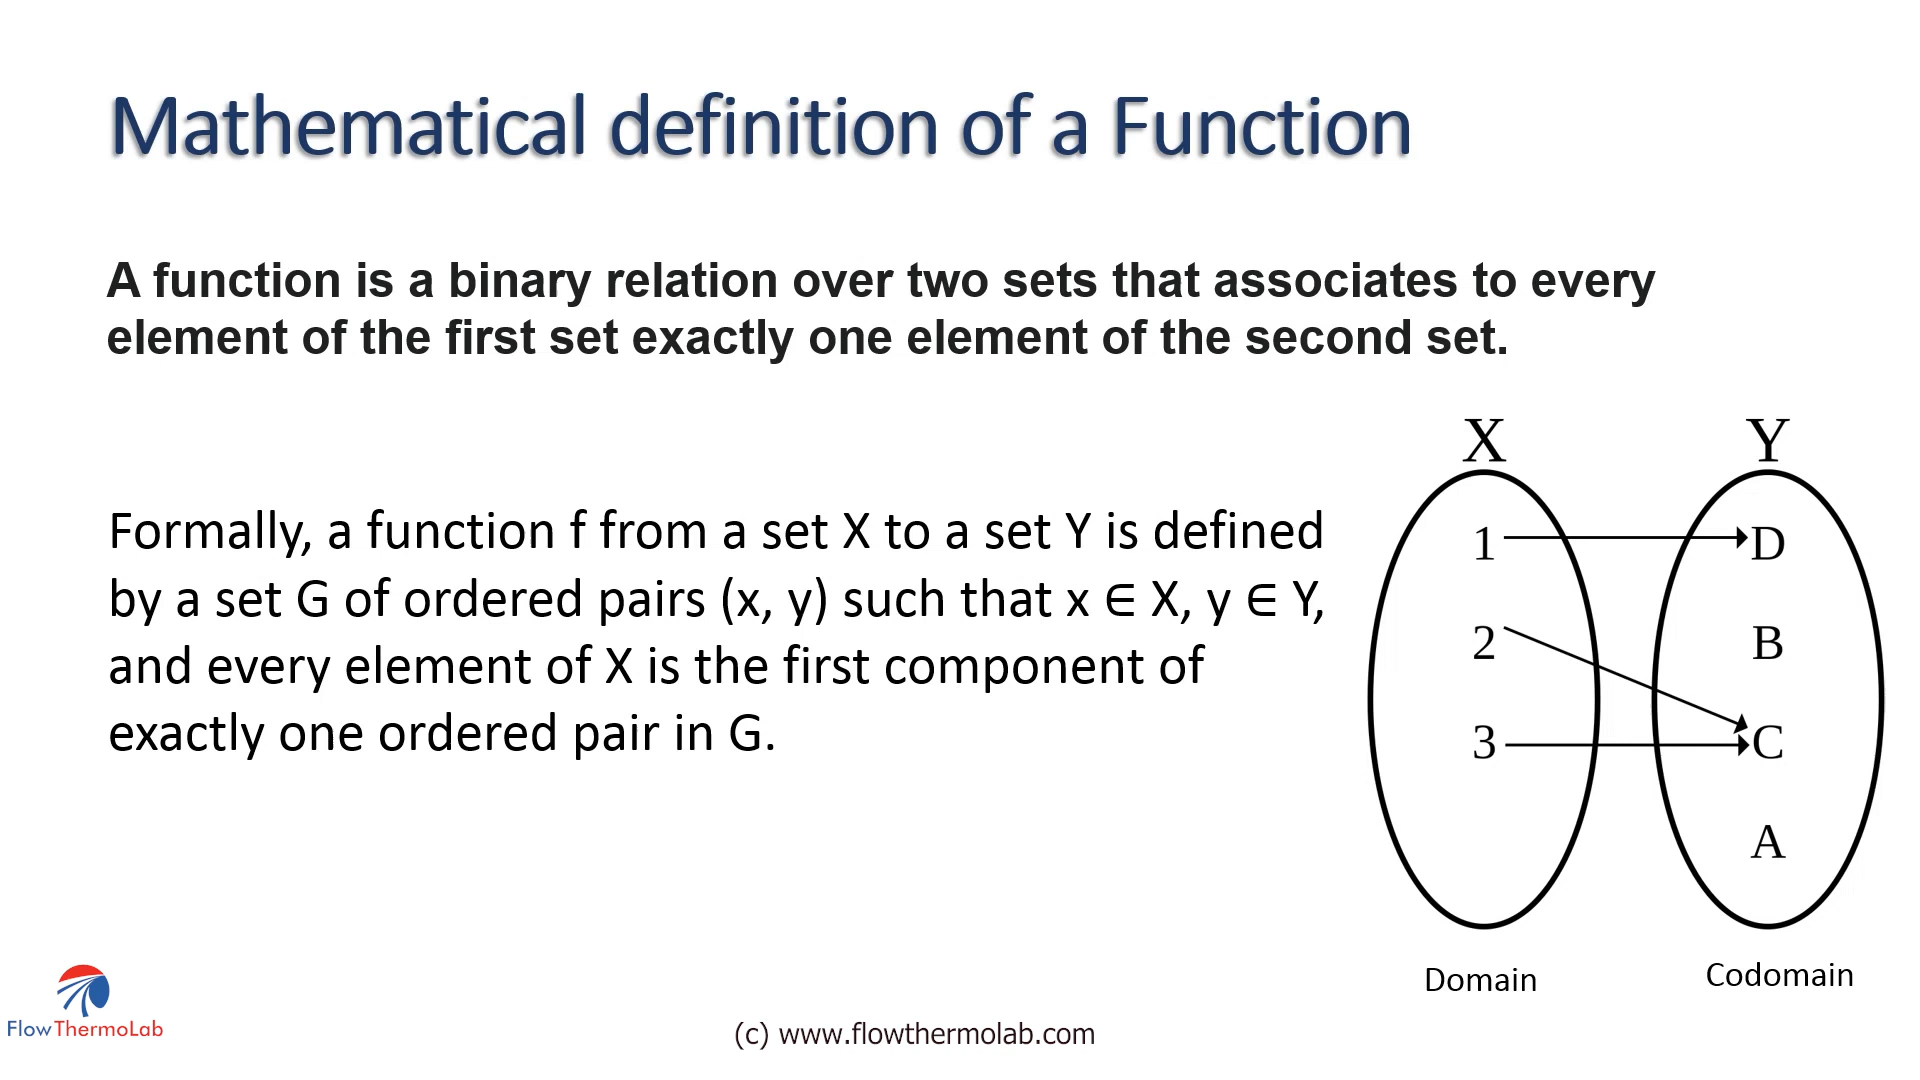 Mathematical definition of a Function
A function is a binary relation over two sets that associates to every
element of the first set exactly one element of the second set.
Formally, a function f from a set X to a set Y is defined
by a set G of ordered pairs (x, y) such that x ∈ X, y ∈ Y,
and every element of X is the first component of
exactly one ordered pair in G.
X Y
1 D
2 B
3 C
A
Domain Codomain
FlowThermoLab
(c) www.flowthermolab.com